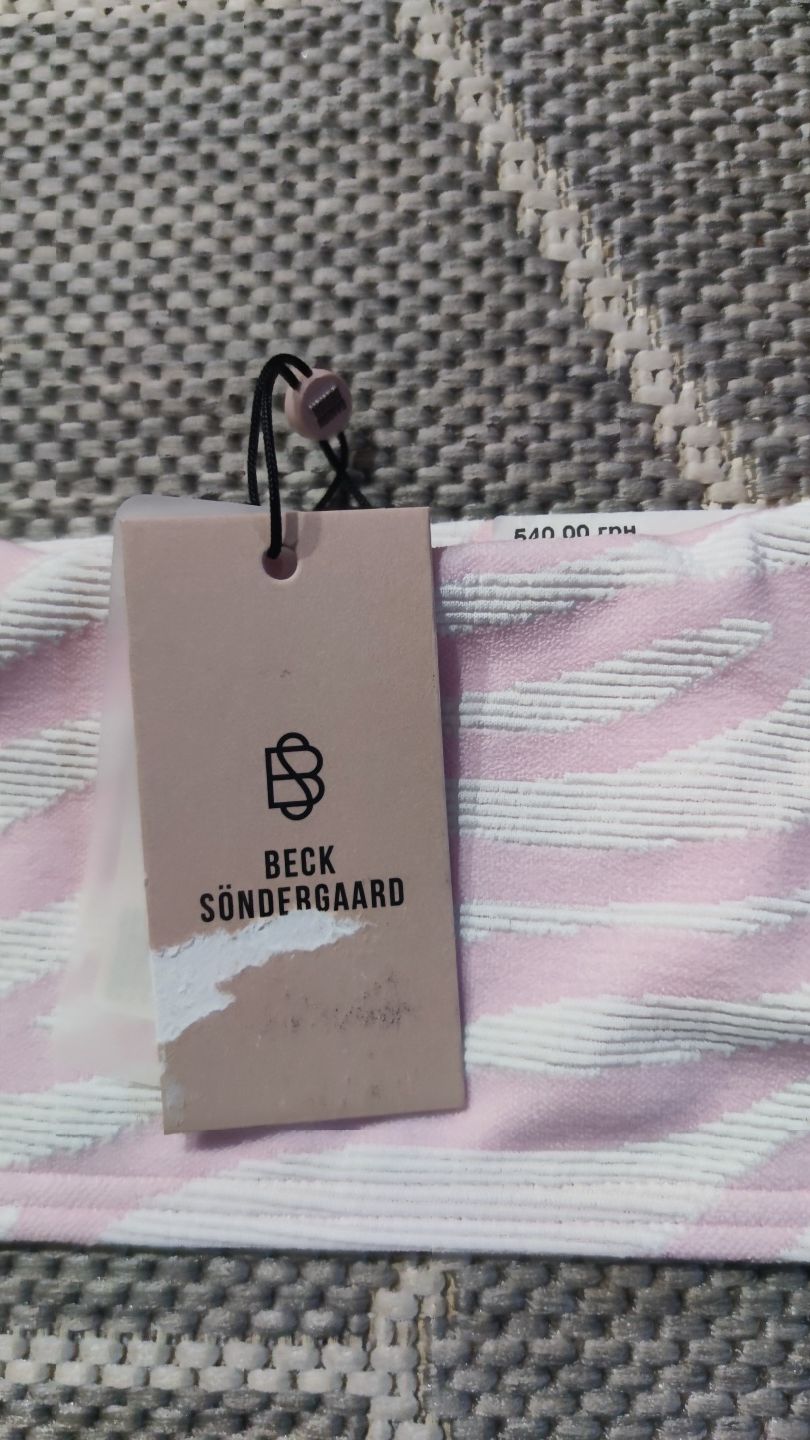 540.00 грн
BECK
SÖNDERGAARD